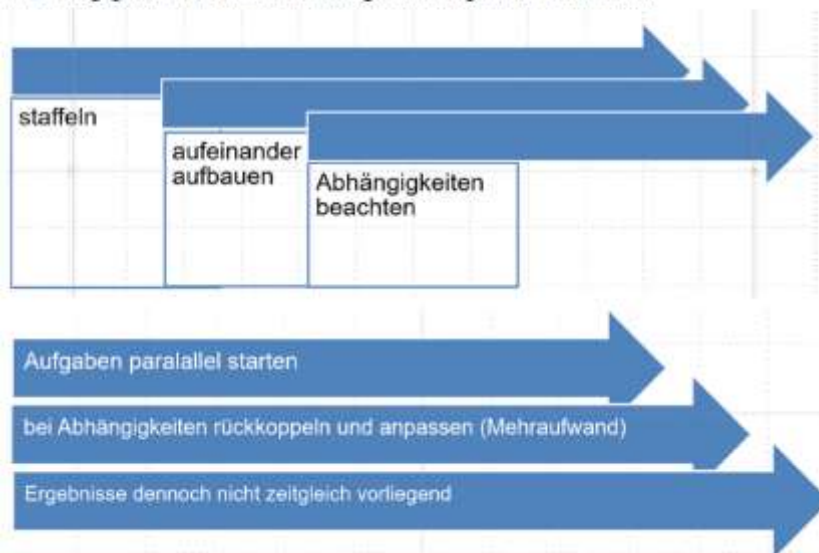 staffeln
aufeinander
aufbauen
Abhängigkeiten
beachten
Aufgaben paralallel starten
bei Abhängigkeiten rückkoppeln und anpassen (Mehraufwand)
Ergebnisse dennoch nicht zeitgleich vorliegend